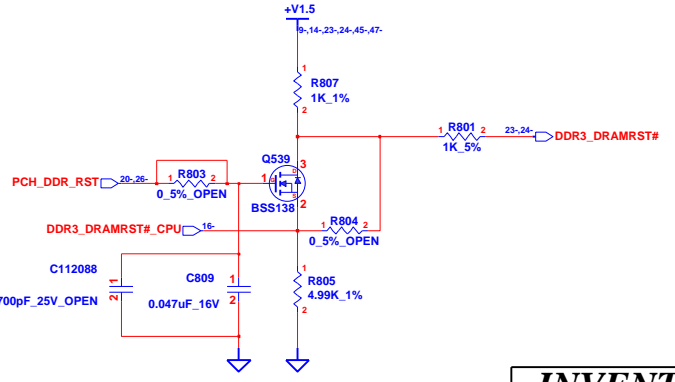 +V1.5
9-,14-,23-,24-,45-,47-
1
R807
1K_1%
2
1 R801 2
1K_5%
23-,24-
DDR3_DRAMRST#
Q539
3
PCH_DDR_RST
20-,26-
R803
1 2
0_5%_OPEN
1
BSS138
2
DDR3_DRAMRST#_CPU
16-
R804
1 2
0_5%_OPEN
C112088
1
2
700pF_25V_OPEN
C809
1
2
0.047uF_16V
1
R805
4.99K_1%
2